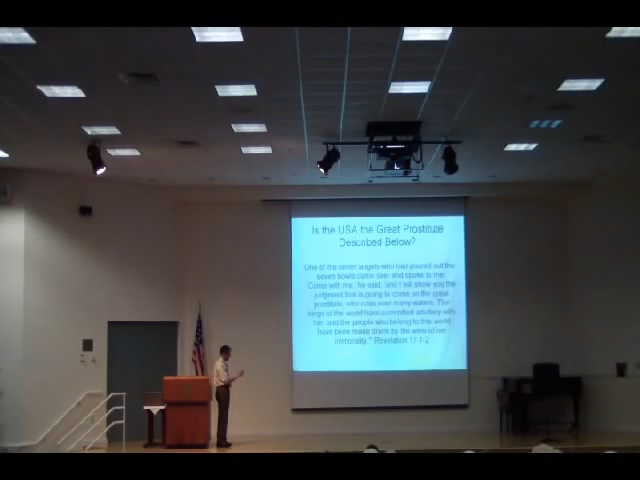 Is the USA the Great Prostitute
Described Below?
"One of the seven angels who had poured out the
seven bowls came over and spoke to me.
'Come with me,' he said, 'and I will show you the
judgment that is going to come on the great
prostitute, who rules over many waters. The
kings of the world have committed adultery with
her, and the people who belong to this world
have been made drunk by the wine of her
immorality.'" Revelation 17:1-2